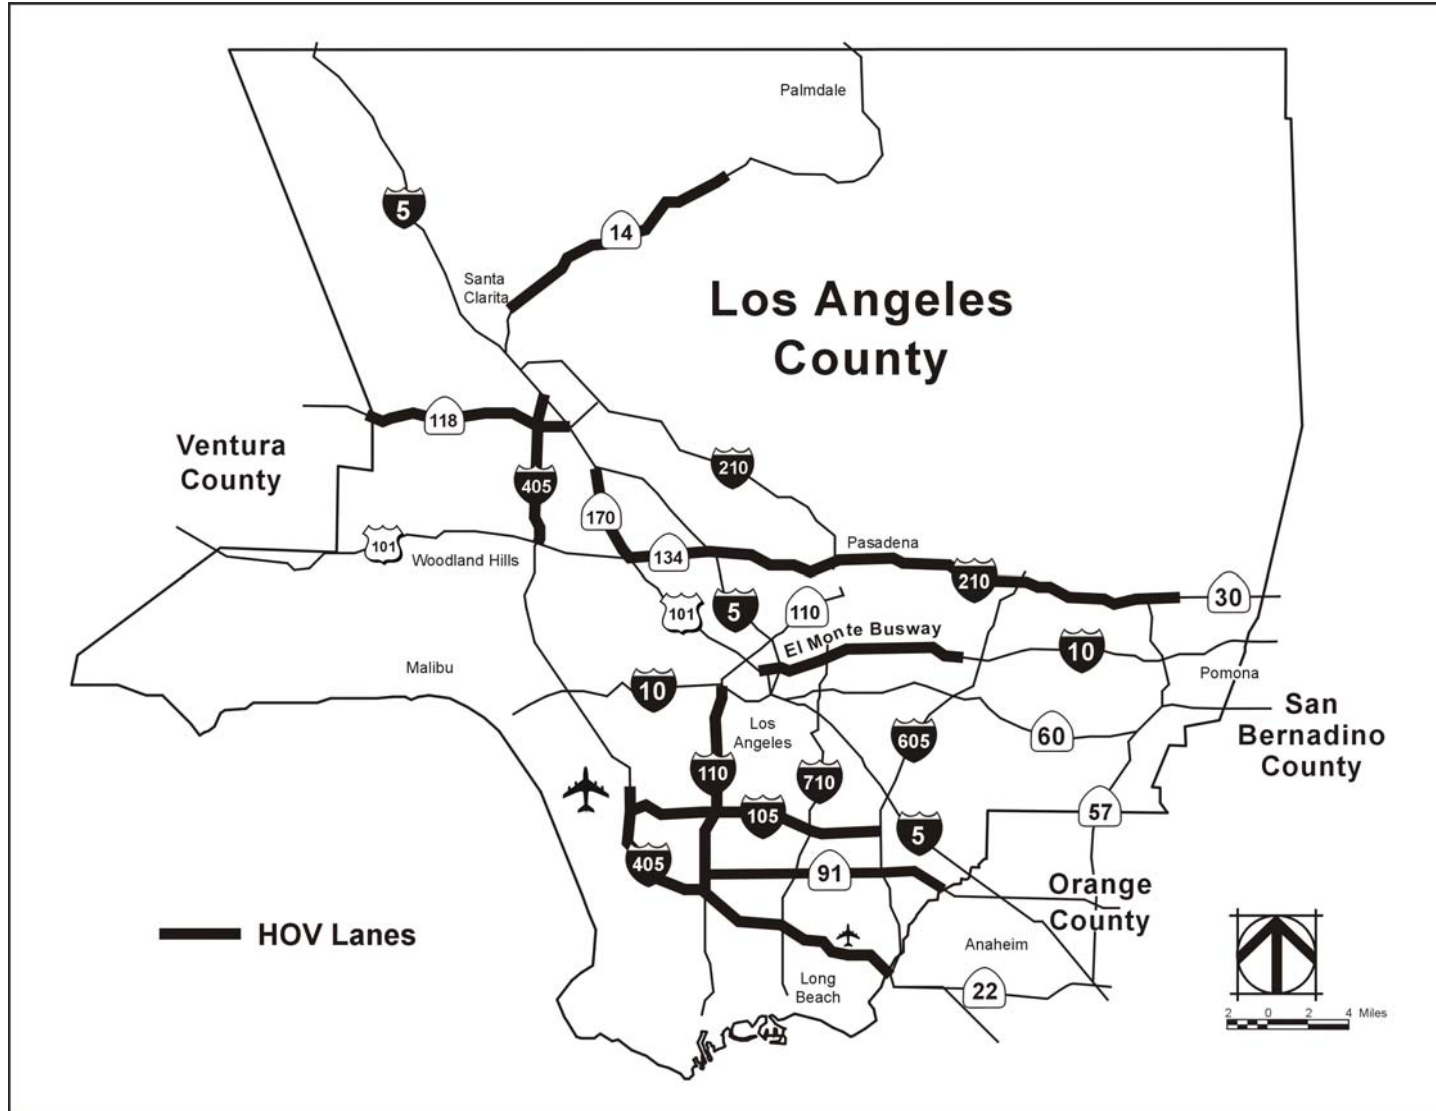 Palmdale
5
14
Santa
Clarita
Los Angeles
County
118
Ventura
County
210
405
170
101
Woodland Hills
134
Pasadena
210
30
101
5
110
El Monte Busway
10
Malibu
10
Pomona
Los
Angeles
San
Bernadino
County
605
60
110
710
105
57
5
405
91
Orange
County
HOV Lanes
Anaheim
Long
Beach
22
2 0 2 4 Miles